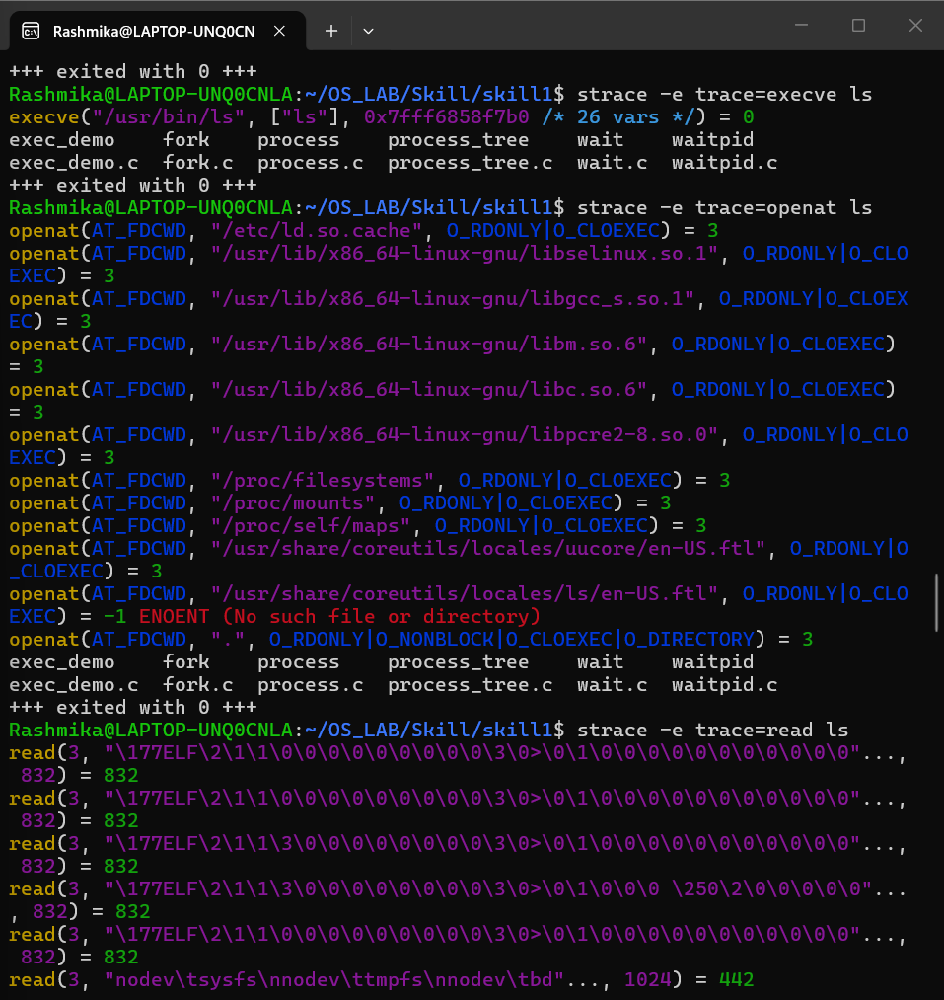 Rashmika@LAPTOP-UNQ0CN
+++ exited with 0 +++
Rashmika@LAPTOP-UNQ0CNLA:~/OS_LAB/Skill/skill1$ strace -e trace=execve ls
execve("/usr/bin/ls", ["ls"], 0x7fff6858f7b0 /* 26 vars */) = 0
exec_demo    fork    process    process_tree    wait    waitpid
exec_demo.c  fork.c  process.c  process_tree.c  wait.c  waitpid.c
+++ exited with 0 +++
Rashmika@LAPTOP-UNQ0CNLA:~/OS_LAB/Skill/skill1$ strace -e trace=openat ls
openat(AT_FDCWD, "/etc/ld.so.cache", O_RDONLY|O_CLOEXEC) = 3
openat(AT_FDCWD, "/usr/lib/x86_64-linux-gnu/libselinux.so.1", O_RDONLY|O_CLO
EXEC) = 3
openat(AT_FDCWD, "/usr/lib/x86_64-linux-gnu/libgcc_s.so.1", O_RDONLY|O_CLOEX
EC) = 3
openat(AT_FDCWD, "/usr/lib/x86_64-linux-gnu/libm.so.6", O_RDONLY|O_CLOEXEC)
= 3
openat(AT_FDCWD, "/usr/lib/x86_64-linux-gnu/libc.so.6", O_RDONLY|O_CLOEXEC)
= 3
openat(AT_FDCWD, "/usr/lib/x86_64-linux-gnu/libpcre2-8.so.0", O_RDONLY|O_CLO
EXEC) = 3
openat(AT_FDCWD, "/proc/filesystems", O_RDONLY|O_CLOEXEC) = 3
openat(AT_FDCWD, "/proc/mounts", O_RDONLY|O_CLOEXEC) = 3
openat(AT_FDCWD, "/proc/self/maps", O_RDONLY|O_CLOEXEC) = 3
openat(AT_FDCWD, "/usr/share/coreutils/locales/uucore/en-US.ftl", O_RDONLY|O
_CLOEXEC) = 3
openat(AT_FDCWD, "/usr/share/coreutils/locales/ls/en-US.ftl", O_RDONLY|O_CLO
EXEC) = -1 ENOENT (No such file or directory)
openat(AT_FDCWD, ".", O_RDONLY|O_NONBLOCK|O_CLOEXEC|O_DIRECTORY) = 3
exec_demo    fork    process    process_tree    wait    waitpid
exec_demo.c  fork.c  process.c  process_tree.c  wait.c  waitpid.c
+++ exited with 0 +++
Rashmika@LAPTOP-UNQ0CNLA:~/OS_LAB/Skill/skill1$ strace -e trace=read ls
read(3, "\177ELF\2\1\1\0\0\0\0\0\0\0\0\0\3\0>\0\1\0\0\0\0\0\0\0\0\0\0\0"...,
 832) = 832
read(3, "\177ELF\2\1\1\0\0\0\0\0\0\0\0\0\3\0>\0\1\0\0\0\0\0\0\0\0\0\0\0"...,
 832) = 832
read(3, "\177ELF\2\1\1\3\0\0\0\0\0\0\0\0\3\0>\0\1\0\0\0\0\0\0\0\0\0\0\0"...,
 832) = 832
read(3, "\177ELF\2\1\1\3\0\0\0\0\0\0\0\0\3\0>\0\1\0\0\0 \250\2\0\0\0\0\0"...
, 832) = 832
read(3, "\177ELF\2\1\1\0\0\0\0\0\0\0\0\0\3\0>\0\1\0\0\0\0\0\0\0\0\0\0\0"...,
 832) = 832
read(3, "nodev\tsysfs\nnodev\ttmpfs\nnodev\tbd"..., 1024) = 442